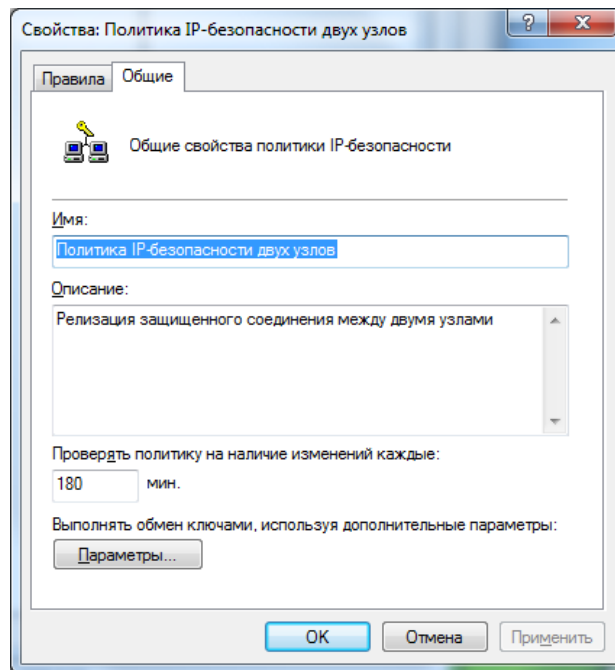 Свойства: Политика IP-безопасности двух узлов
Правила
Общие
Общие свойства политики IP-безопасности
Имя:
Политика IP-безопасности двух узлов
Описание:
Релизация защищенного соединения между двумя узлами
Проверять политику на наличие изменений каждые:
180 мин.
Выполнять обмен ключами, используя дополнительные параметры:
Параметры...
OK Отмена Применить